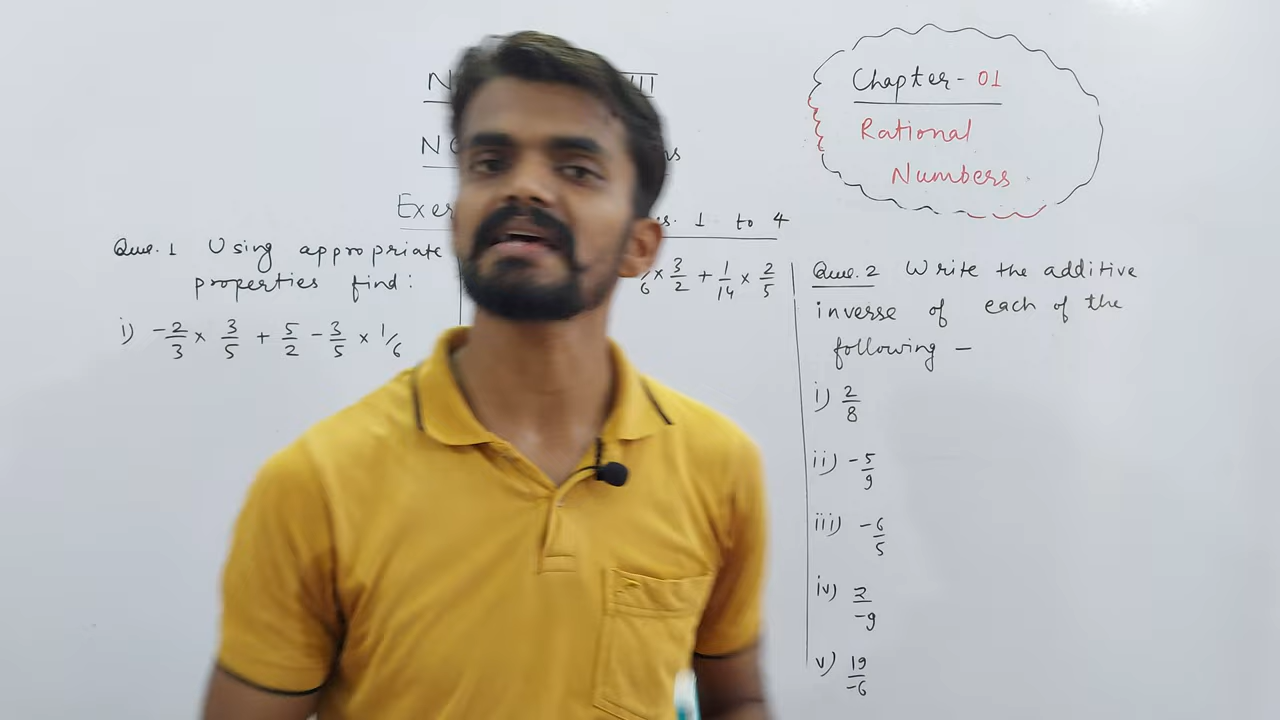 Chapter - 01
Rational
Numbers
1 to 4
Que. 1 Using appropriate
properties find:
i) -2/3 × 3/5 + 5/2 - 3/5 × 1/6
6 × 3/2 + 1/14 × 2/5
Que. 2 Write the additive
inverse of each of the
following -
i) 2/8
ii) -5/9
iii) -6/5
iv) 2/-9
v) 19/-6